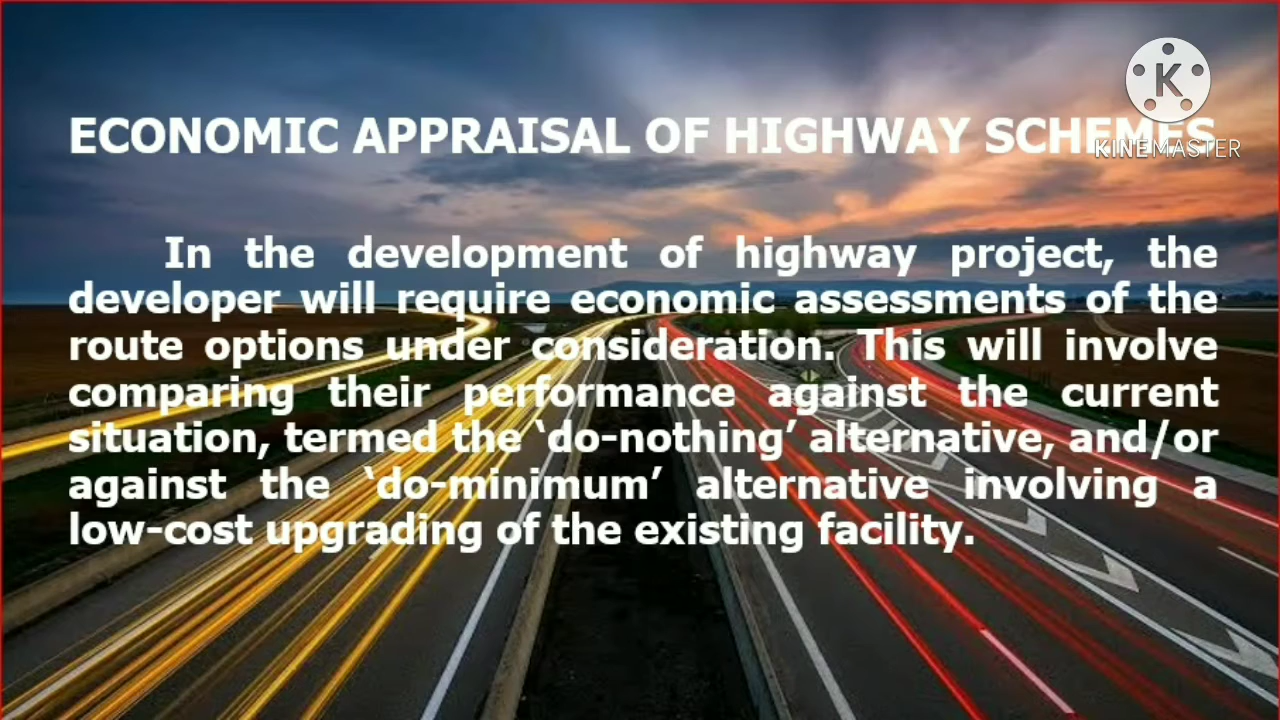 ECONOMIC APPRAISAL OF HIGHWAY SCHEMES
K
KINEMASTER
In the development of highway project, the
developer will require economic assessments of the
route options under consideration. This will involve
comparing their performance against the current
situation, termed the ‘do-nothing’ alternative, and/or
against the ‘do-minimum’ alternative involving a
low-cost upgrading of the existing facility.